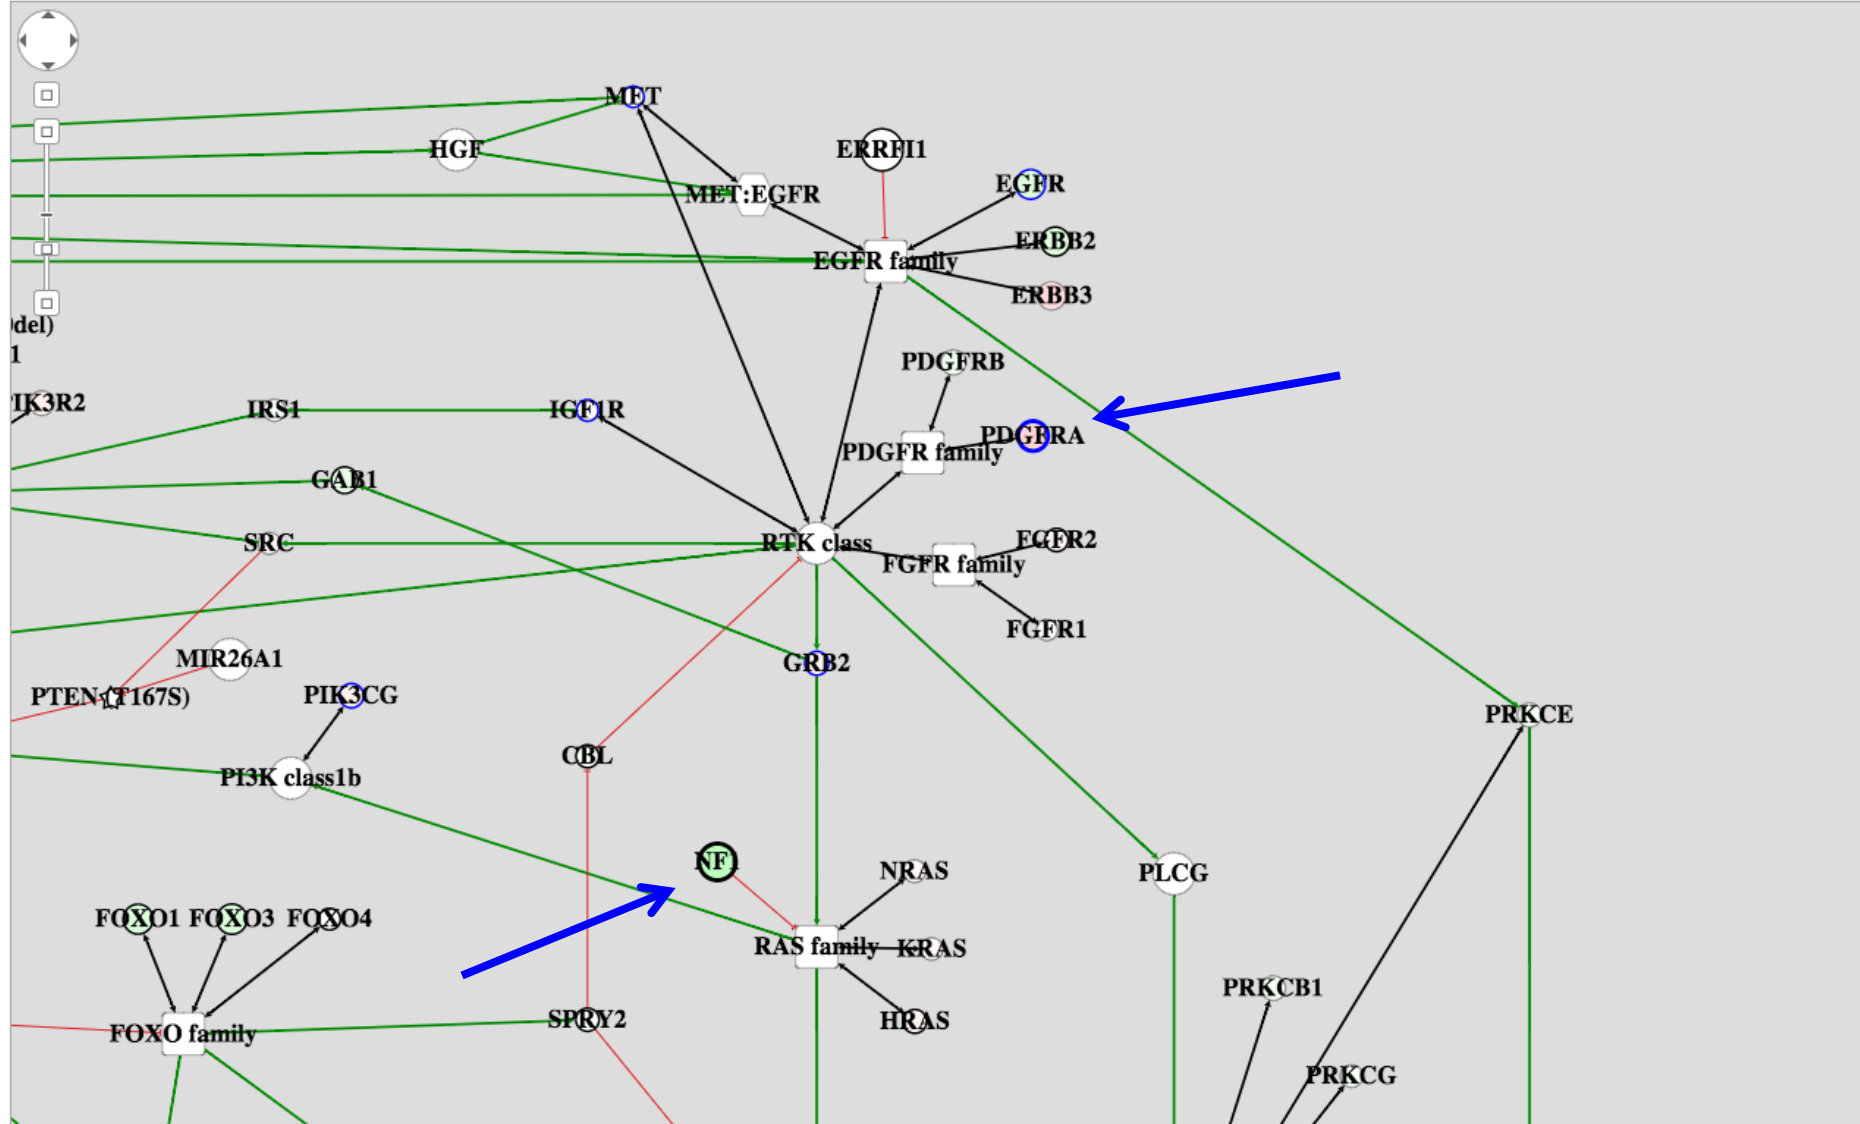 MET
HGF
ERRFI1
MET:EGFR
EGFR
ERBB2
EGFR family
ERBB3
del)
1
PDGFRB
PIK3R2
IRS1
IGF1R
PDGFRA
PDGFR family
GAB1
SRC
RTK class
FGFR2
FGFR family
FGFR1
MIR26A1
GRB2
PTEN (T167S)
PIK3CG
PRKCE
CBL
PI3K class1b
NF1
NRAS
PLCG
FOXO1 FOXO3 FOXO4
RAS family
KRAS
PRKCB1
SPRY2
HRAS
FOXO family
PRKCG